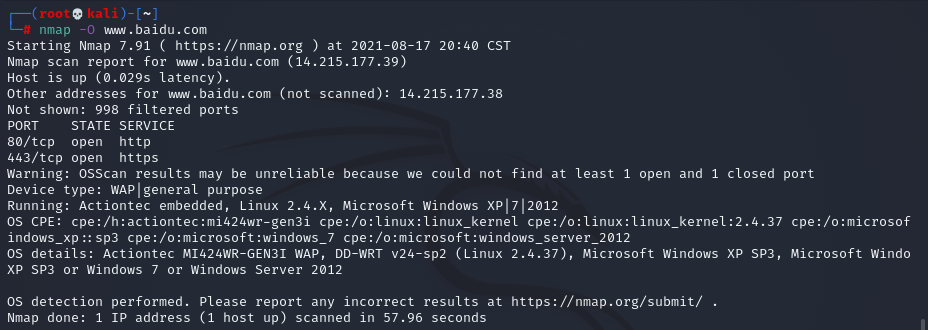 ┌──(root💀kali)-[~]
└─# nmap -O www.baidu.com
Starting Nmap 7.91 ( https://nmap.org ) at 2021-08-17 20:40 CST
Nmap scan report for www.baidu.com (14.215.177.39)
Host is up (0.029s latency).
Other addresses for www.baidu.com (not scanned): 14.215.177.38
Not shown: 998 filtered ports
PORT    STATE SERVICE
80/tcp  open  http
443/tcp open  https
Warning: OSScan results may be unreliable because we could not find at least 1 open and 1 closed port
Device type: WAP|general purpose
Running: Actiontec embedded, Linux 2.4.X, Microsoft Windows XP|7|2012
OS CPE: cpe:/h:actiontec:mi424wr-gen3i cpe:/o:linux:linux_kernel cpe:/o:linux:linux_kernel:2.4.37 cpe:/o:microsof
indows_xp::sp3 cpe:/o:microsoft:windows_7 cpe:/o:microsoft:windows_server_2012
OS details: Actiontec MI424WR-GEN3I WAP, DD-WRT v24-sp2 (Linux 2.4.37), Microsoft Windows XP SP3, Microsoft Windo
XP SP3 or Windows 7 or Windows Server 2012

OS detection performed. Please report any incorrect results at https://nmap.org/submit/ .
Nmap done: 1 IP address (1 host up) scanned in 57.96 seconds